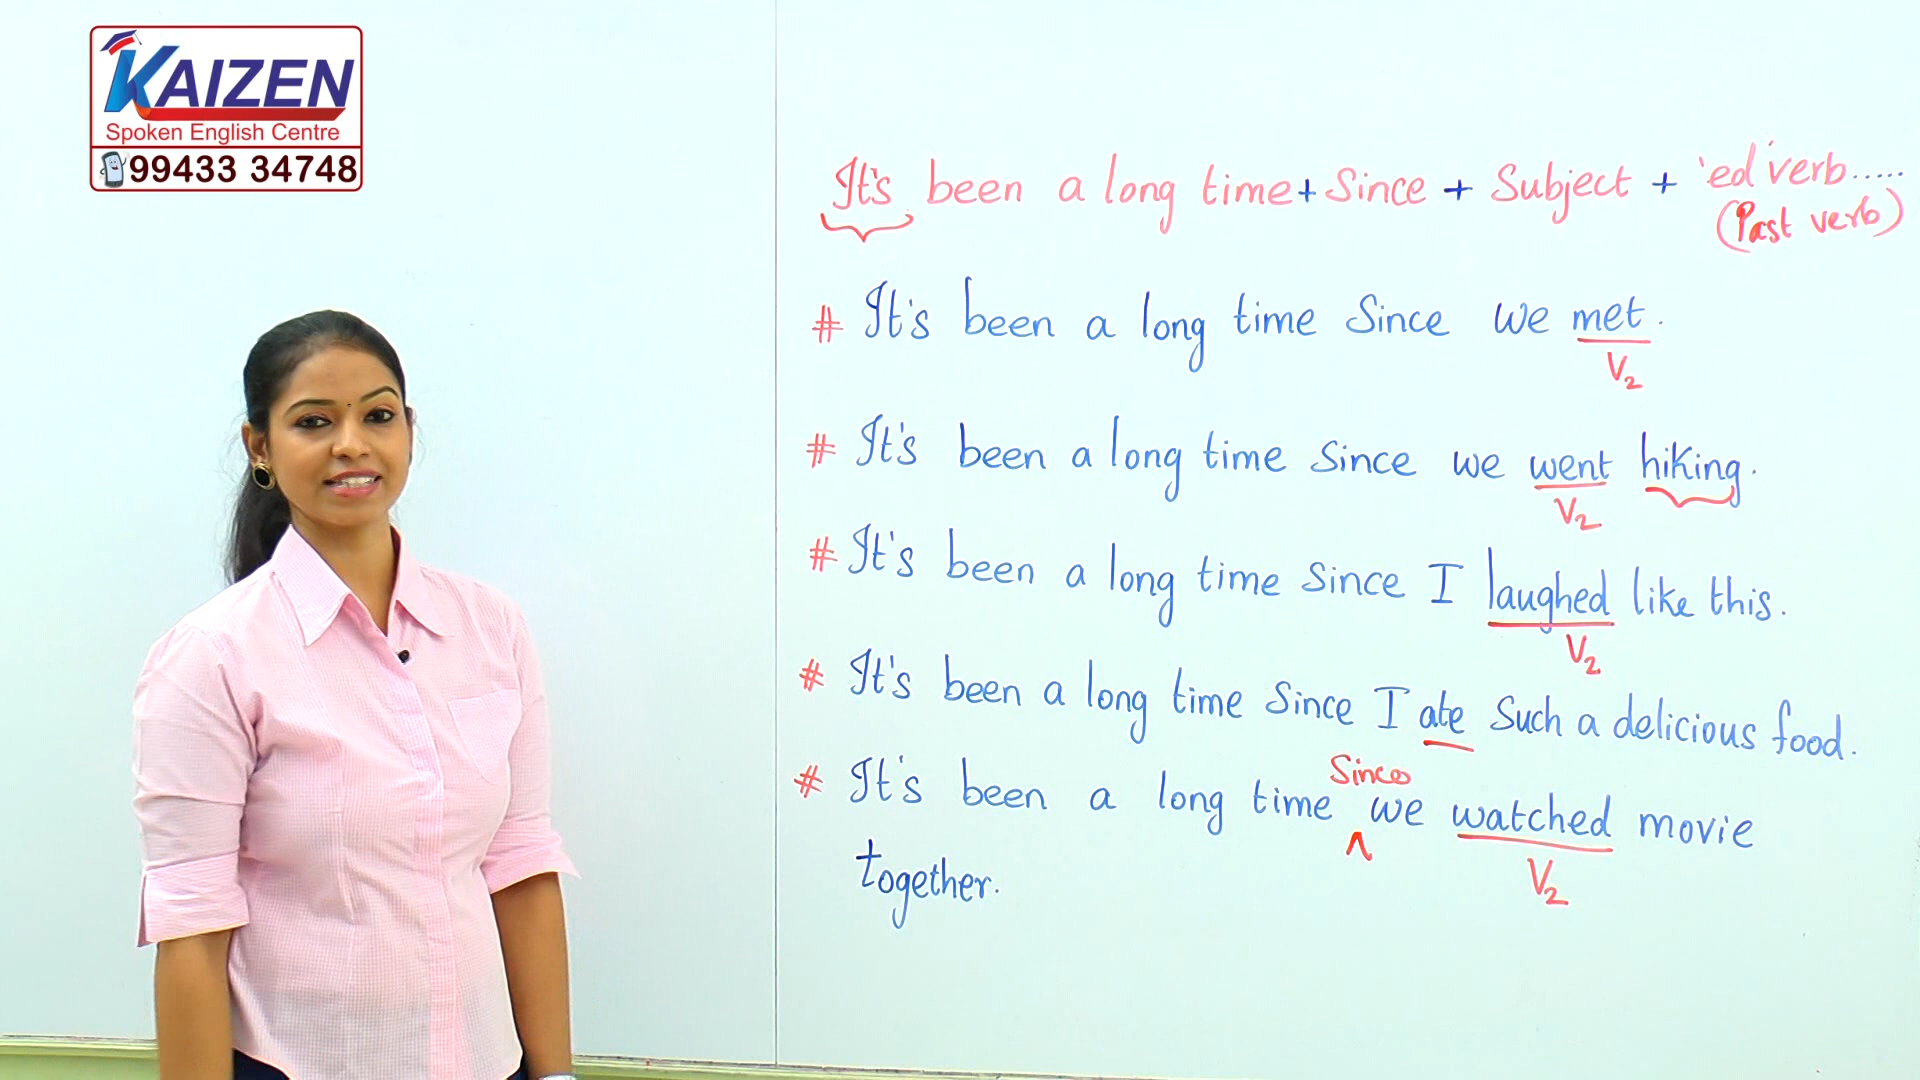 KAIZEN
Spoken English Centre
99433 34748
It's been a long time + Since + Subject + 'ed' verb.....
(Past verb)
# It's been a long time Since we met.
V2
# It's been a long time Since we went hiking.
V2
# It's been a long time Since I laughed like this.
V2
# It's been a long time Since I ate Such a delicious food.
Since
# It's been a long time ^ we watched movie
V2
together.